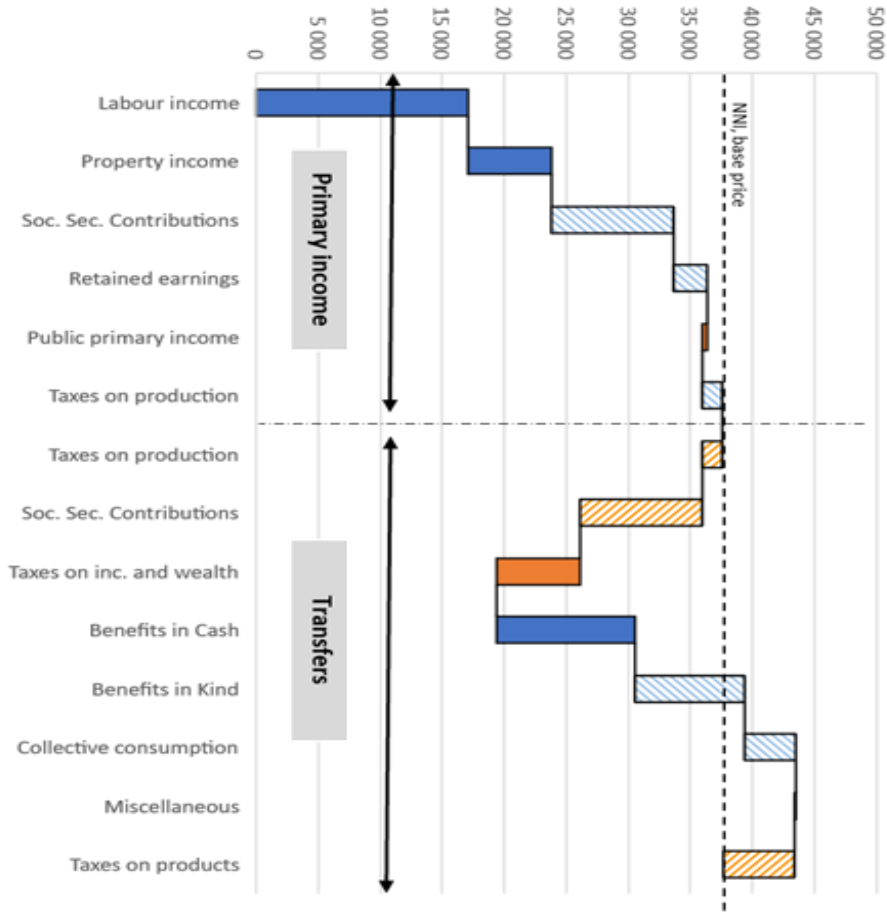 0
5 000
10 000
15 000
20 000
25 000
30 000
35 000
40 000
45 000
50 000
NNI, base price
Labour income
Property income
Soc. Sec. Contributions
Retained earnings
Public primary income
Taxes on production
Primary income
Taxes on production
Soc. Sec. Contributions
Taxes on inc. and wealth
Benefits in Cash
Benefits in Kind
Collective consumption
Miscellaneous
Taxes on products
Transfers